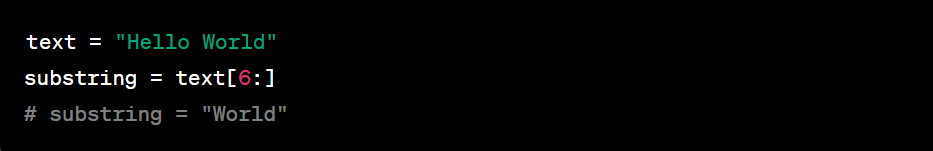 text = "Hello World"
substring = text[6:]
# substring = "World"